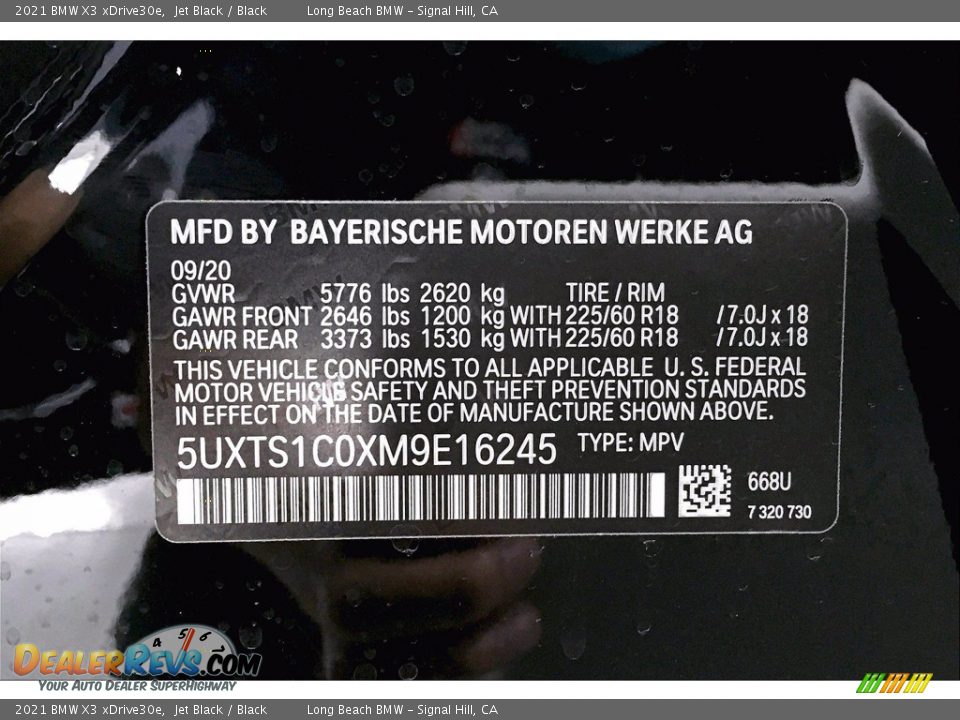 2021 BMW X3 xDrive30e, Jet Black / Black Long Beach BMW - Signal Hill, CA
MFD BY BAYERISCHE MOTOREN WERKE AG
09/20
GVWR 5776 lbs 2620 kg TIRE / RIM
GAWR FRONT 2646 lbs 1200 kg WITH 225/60 R18 / 7.0J x 18
GAWR REAR 3373 lbs 1530 kg WITH 225/60 R18 / 7.0J x 18
THIS VEHICLE CONFORMS TO ALL APPLICABLE U. S. FEDERAL
MOTOR VEHICLE SAFETY AND THEFT PREVENTION STANDARDS
IN EFFECT ON THE DATE OF MANUFACTURE SHOWN ABOVE.
5UXTS1C0XM9E16245 TYPE: MPV
668U
7 320 730
4 5 6
DEALERREVS.COM
YOUR AUTO DEALER SUPERHIGHWAY
2021 BMW X3 xDrive30e, Jet Black / Black Long Beach BMW - Signal Hill, CA